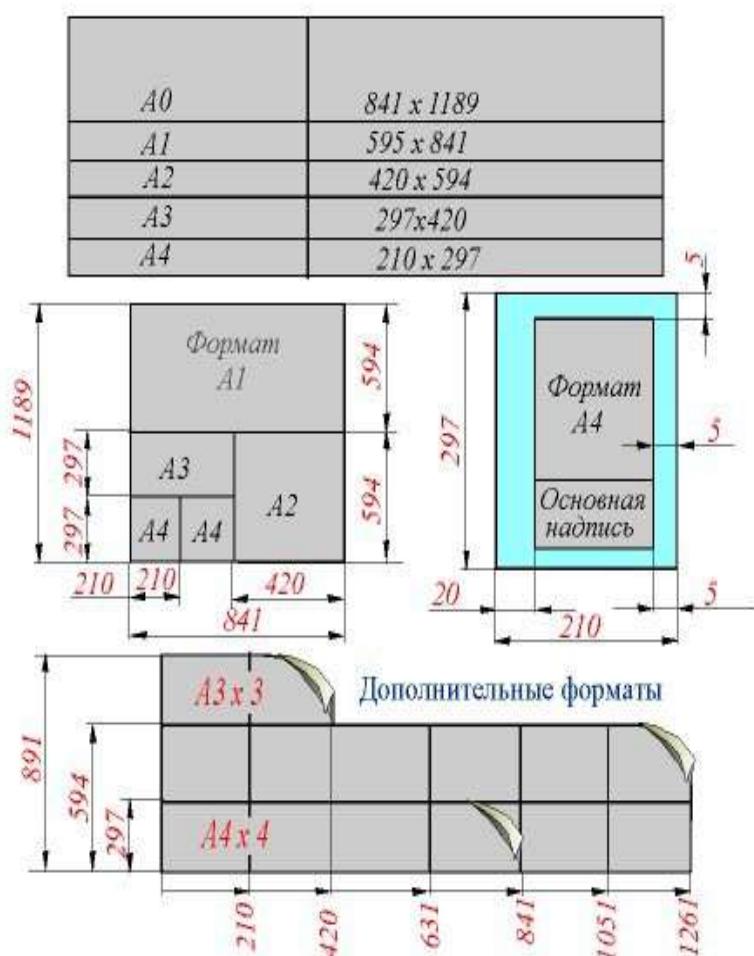 A0 841 x 1189
A1 595 x 841
A2 420 x 594
A3 297x420
A4 210 x 297
5
Формат
A1
594
1189
297
A3
297
A4 A4
A2
594
210 210 420
841
Формат
A4
297
5
Основная
надпись
20 5
210
A3 x 3
Дополнительные форматы
891
594
297
A4 x 4
210 420 631 841 1051 1261